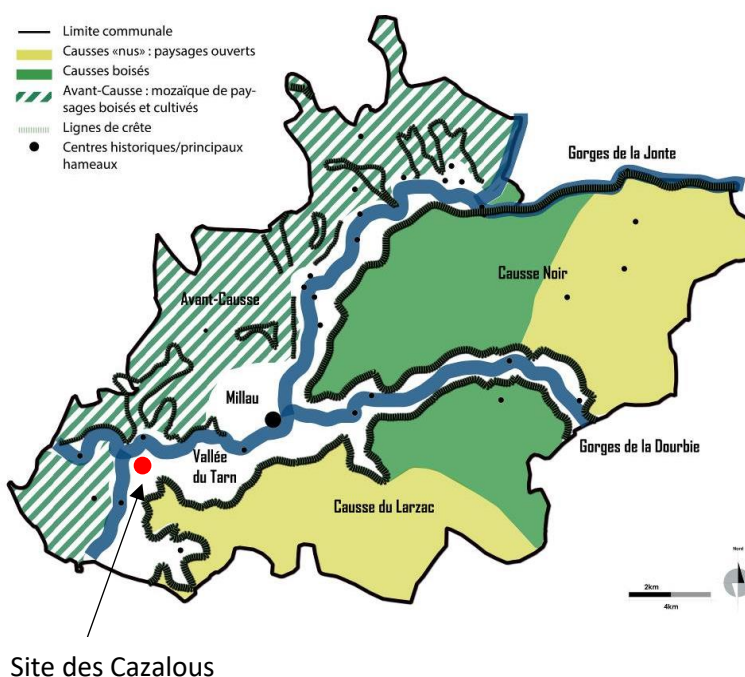 Limite communale
Causses «nus» : paysages ouverts
Causses boisés
Avant-Causse : mozaïque de pay-
sages boisés et cultivés
Lignes de crête
Centres historiques/principaux
hameaux
Gorges de la Jonte
Causse Noir
Avant-Causse
Millau
Gorges de la Dourbie
Vallée
du Tarn
Causse du Larzac
Nord
2km
4km
Site des Cazalous